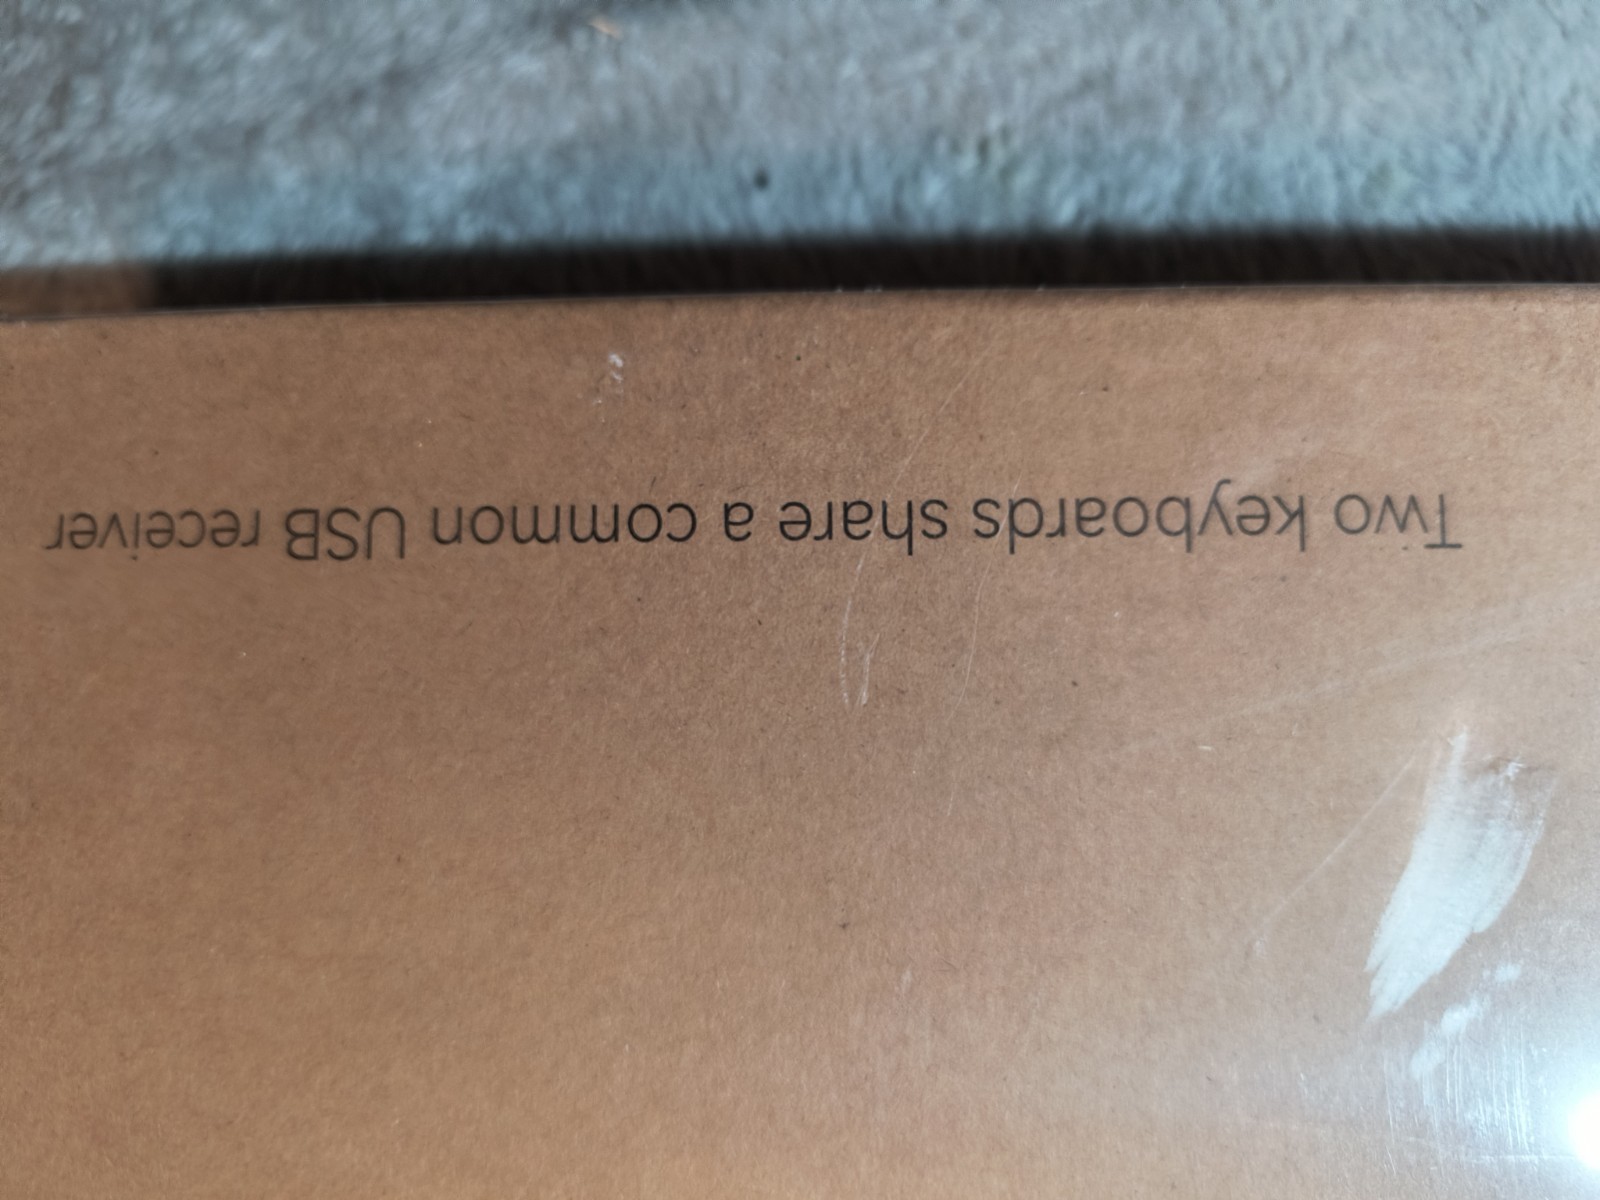 Two keyboards share a common USB receiver